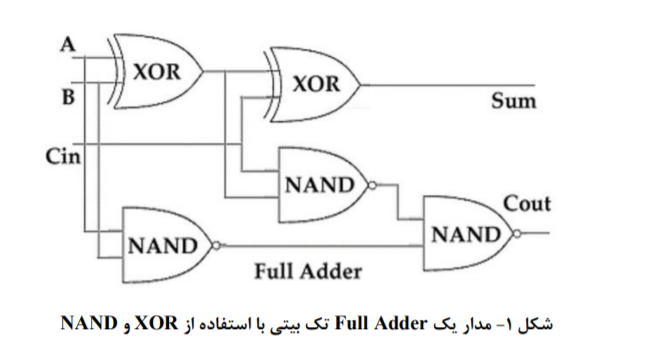 A
XOR
XOR
B
Sum
Cin
NAND
Cout
NAND
NAND
Full Adder
شکل ۱- مدار یک Full Adder تک بیتی با استفاده از XOR و NAND